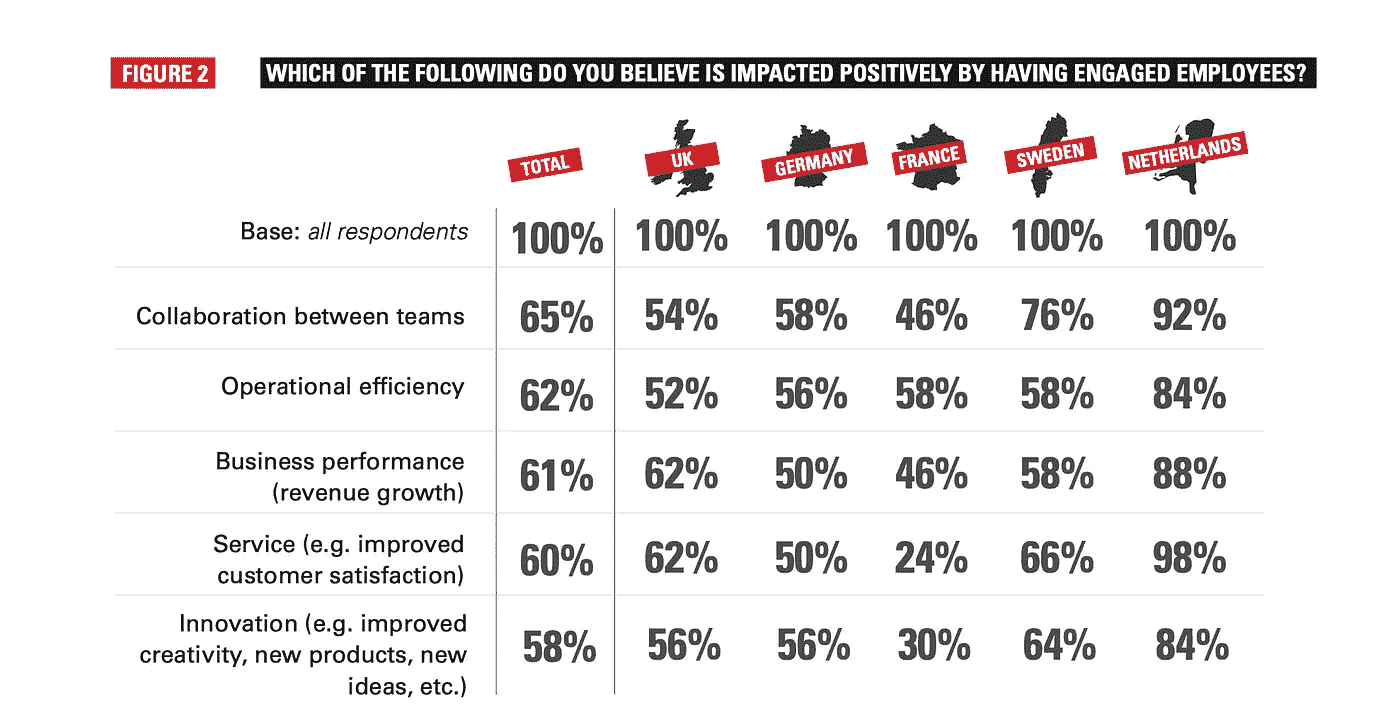 FIGURE 2 WHICH OF THE FOLLOWING DO YOU BELIEVE IS IMPACTED POSITIVELY BY HAVING ENGAGED EMPLOYEES?
TOTAL UK GERMANY FRANCE SWEDEN NETHERLANDS
Base: all respondents 100% 100% 100% 100% 100% 100%
Collaboration between teams 65% 54% 58% 46% 76% 92%
Operational efficiency 62% 52% 56% 58% 58% 84%
Business performance
(revenue growth) 61% 62% 50% 46% 58% 88%
Service (e.g. improved
customer satisfaction) 60% 62% 50% 24% 66% 98%
Innovation (e.g. improved
creativity, new products, new 58% 56% 56% 30% 64% 84%
ideas, etc.)